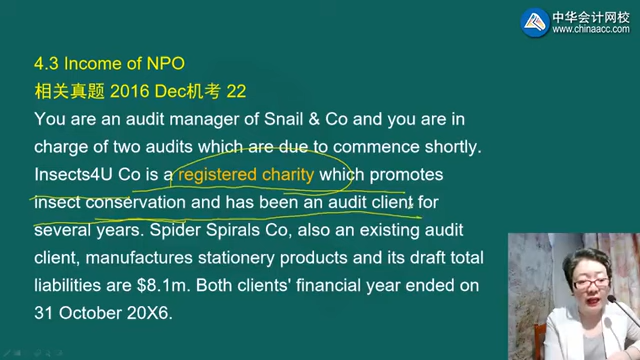 中华会计网校
www.chinaacc.com
4.3 Income of NPO
相关真题 2016 Dec机考 22
You are an audit manager of Snail & Co and you are in
charge of two audits which are due to commence shortly.
Insects4U Co is a registered charity which promotes
insect conservation and has been an audit client for
several years. Spider Spirals Co, also an existing audit
client, manufactures stationery products and its draft total
liabilities are $8.1m. Both clients' financial year ended on
31 October 20X6.